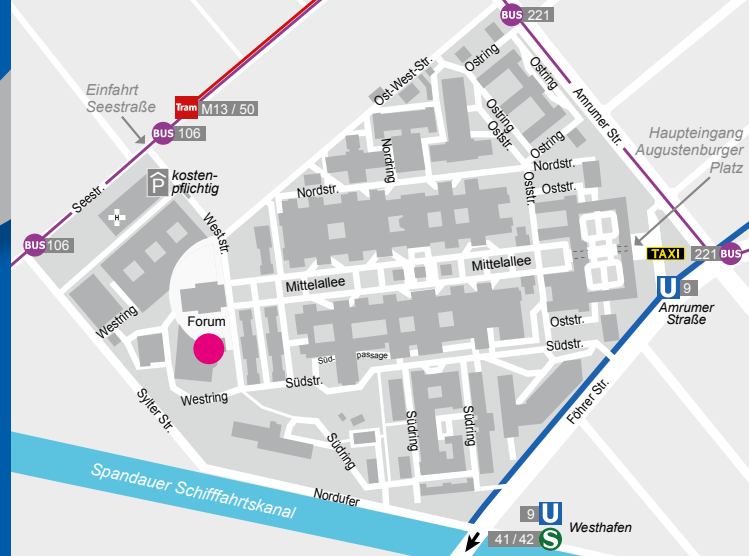 BUS 221
Ostring
Ostring
Ost-West-Str.
Einfahrt
Seestraße
Tram M13 / 50
BUS 106
Amrumer Str.
Ostring
Oststr.
Ostring
Haupteingang
Augustenburger
Platz
Nordring
Nordstr.
kosten-
pflichtig
P
Nordstr.
Oststr.
Oststr.
Seestr.
H
Weststr.
BUS 106
Mittelallee
Mittelallee
TAXI
221 BUS
U 9
Amrumer
Straße
Westring
Forum
Oststr.
Südstr.
Süd-
passage
Südstr.
Westring
Sylter Str.
Föhrer Str.
Südring
Südring
Südring
Spandauer Schifffahrtskanal
Nordufer
9 U
Westhafen
41 / 42 S